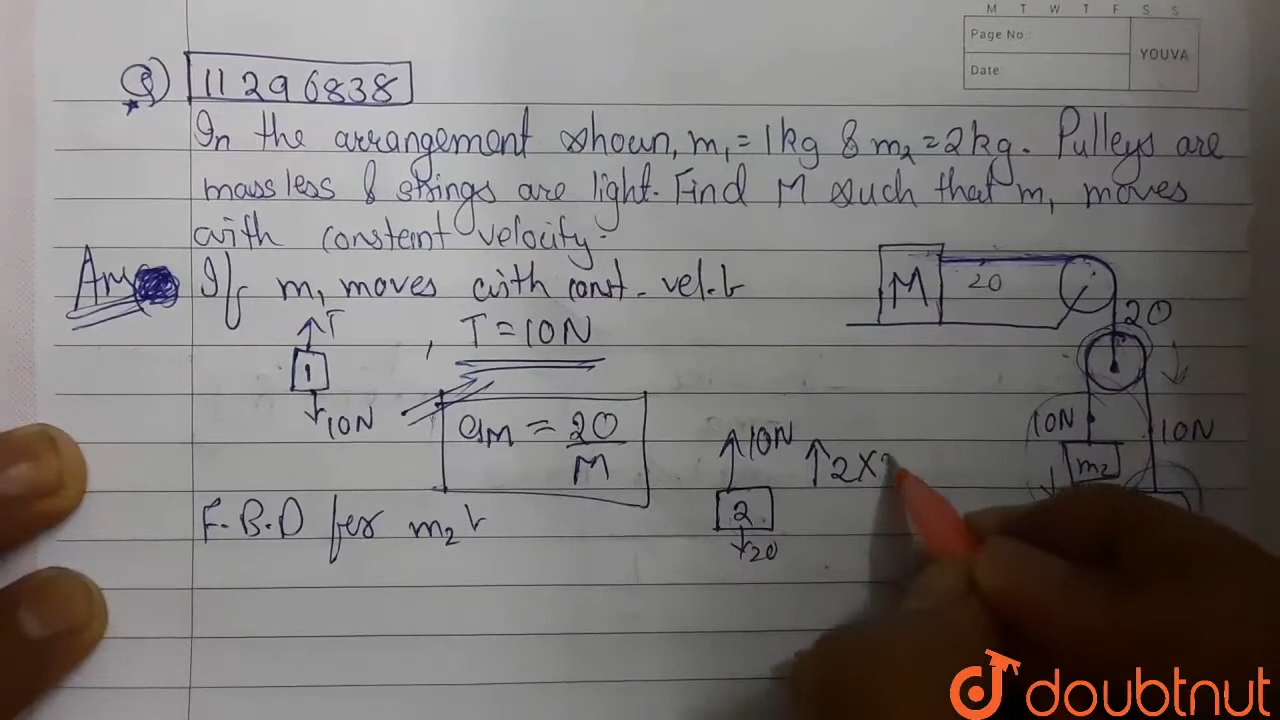 M T W T F S S
Page No.:
YOUVA
Date:
Q) 11296838
In the arrangement shown, m₁ = 1kg & m₂ = 2kg. Pulleys are
massless & strings are light. Find M such that m₁ moves
with constant velocity.
If m₁ moves with const. vel.
M 20
20
T
, T = 10N
1
10N
a_M = 20/M
10N 10N
m₂
10N 2×
F.B.D for m₂
2
20
doubtnut